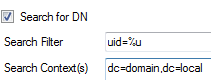 Search for DN
Search Filter uid=%u
Search Context(s) dc=domain,dc=local